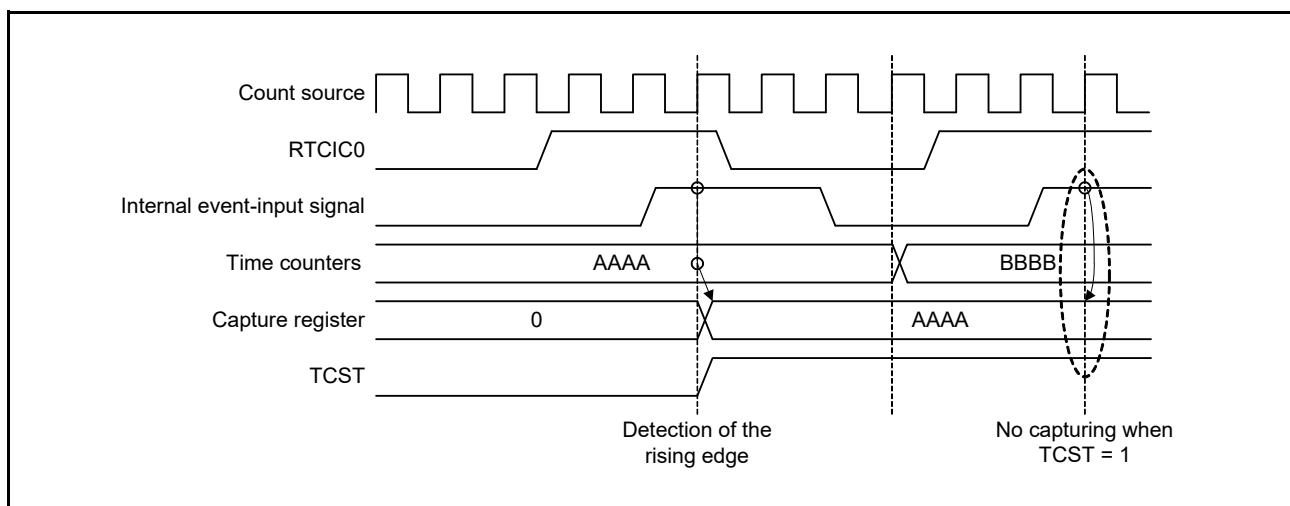 Count source
RTCIC0
Internal event-input signal
Time counters
AAAA
BBBB
Capture register
0
AAAA
TCST
Detection of the
rising edge
No capturing when
TCST = 1